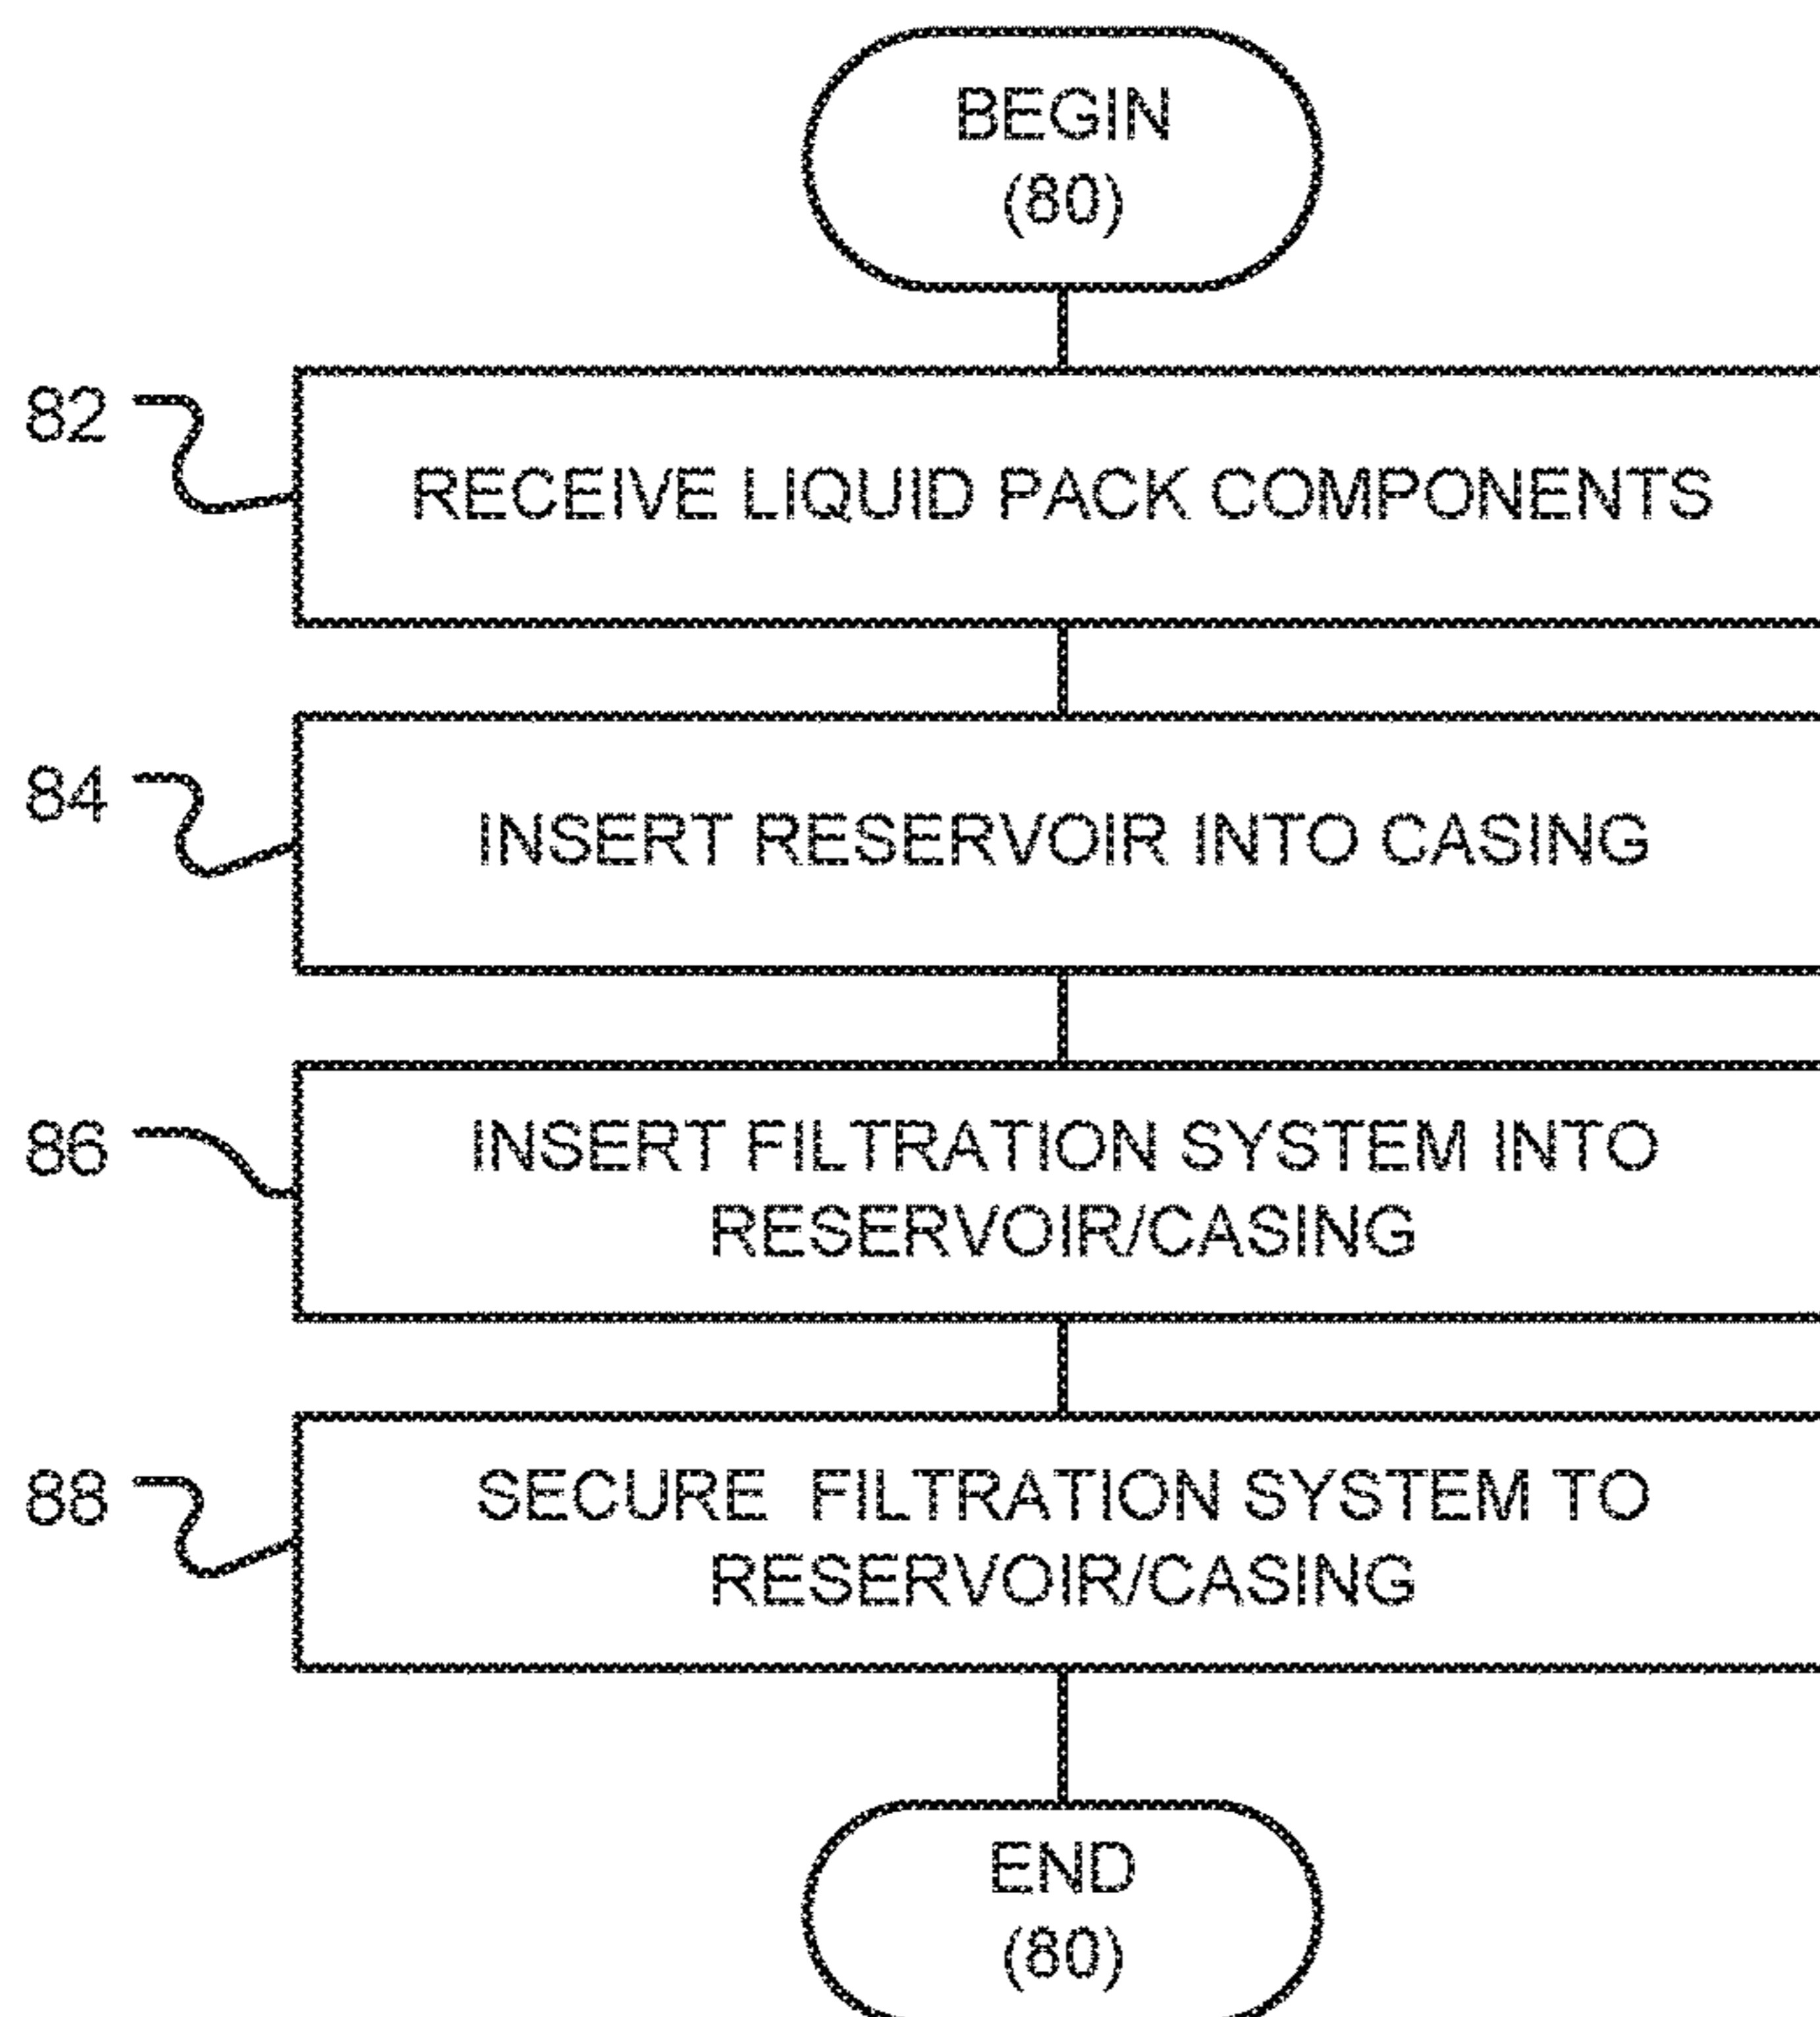 BEGIN
(80)
82
RECEIVE LIQUID PACK COMPONENTS
84
INSERT RESERVOIR INTO CASING
86
INSERT FILTRATION SYSTEM INTO
RESERVOIR/CASING
88
SECURE FILTRATION SYSTEM TO
RESERVOIR/CASING
END
(80)